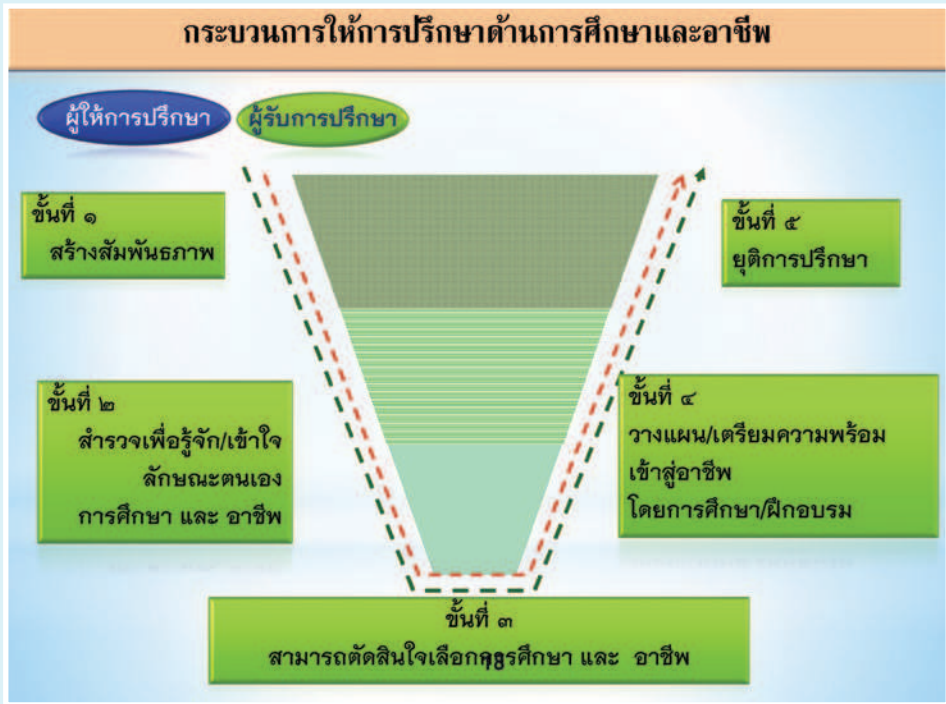 กระบวนการให้การปรึกษาด้านการศึกษาและอาชีพ
ผู้ให้การปรึกษา
ผู้รับการปรึกษา
ขั้นที่ ๑
สร้างสัมพันธภาพ
ขั้นที่ ๒
สำรวจเพื่อรู้จัก/เข้าใจ
ลักษณะตนเอง
การศึกษา และ อาชีพ
ขั้นที่ ๓
สามารถตัดสินใจเลือกการศึกษา และ อาชีพ
18
ขั้นที่ ๔
วางแผน/เตรียมความพร้อม
เข้าสู่อาชีพ
โดยการศึกษา/ฝึกอบรม
ขั้นที่ ๕
ยุติการปรึกษา